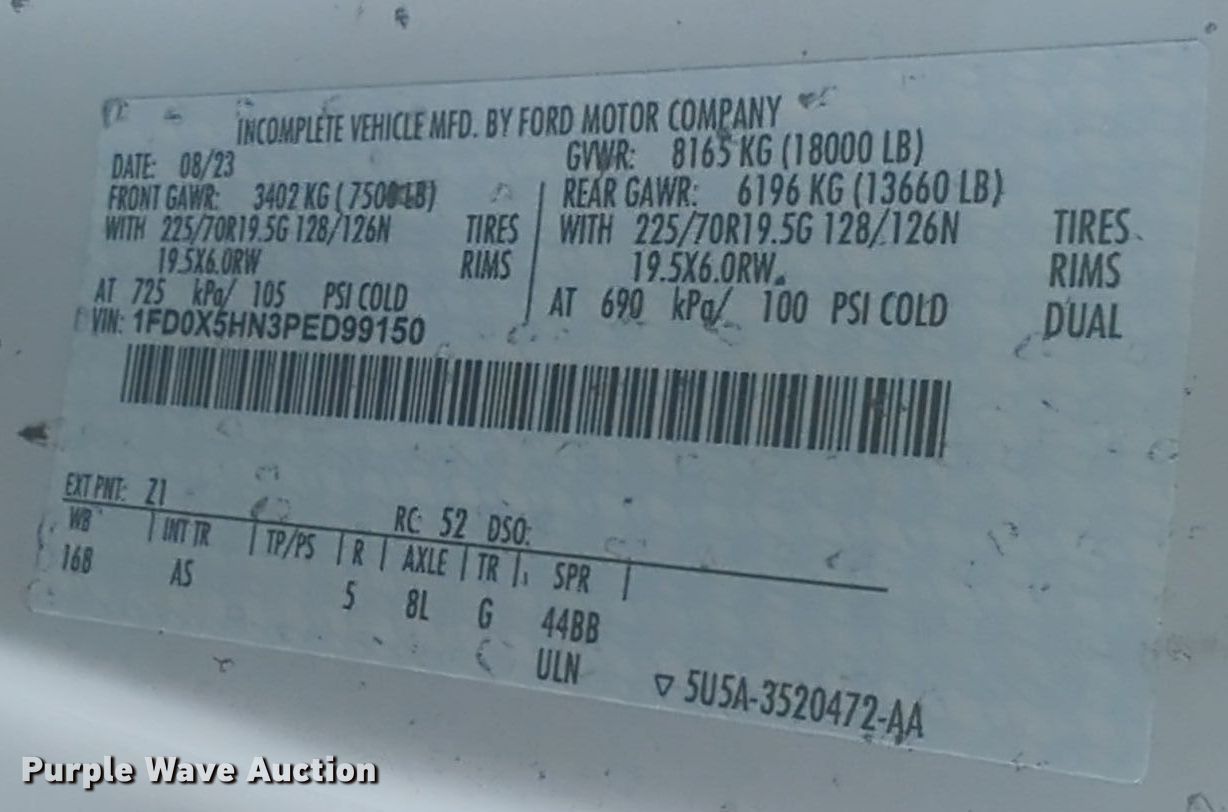 INCOMPLETE VEHICLE MFD. BY FORD MOTOR COMPANY
DATE: 08/23
GVWR: 8165 KG (18000 LB)
FRONT GAWR: 3402 KG ( 7500 LB)
WITH 225/70R19.5G 128/126N TIRES
19.5X6.0RW RIMS
AT 725 kPa/ 105 PSI COLD
REAR GAWR: 6196 KG (13660 LB)
WITH 225/70R19.5G 128/126N TIRES
19.5X6.0RW RIMS
AT 690 kPa/ 100 PSI COLD DUAL
VIN: 1FD0X5HN3PED99150
EXT PNT: Z1
RC: 52 DSO:
WB | INT TR | TP/PS | R | AXLE | TR | SPR |
168 AS 5 8L G 44BB
ULN
▽ 5U5A-3520472-AA
Purple Wave Auction